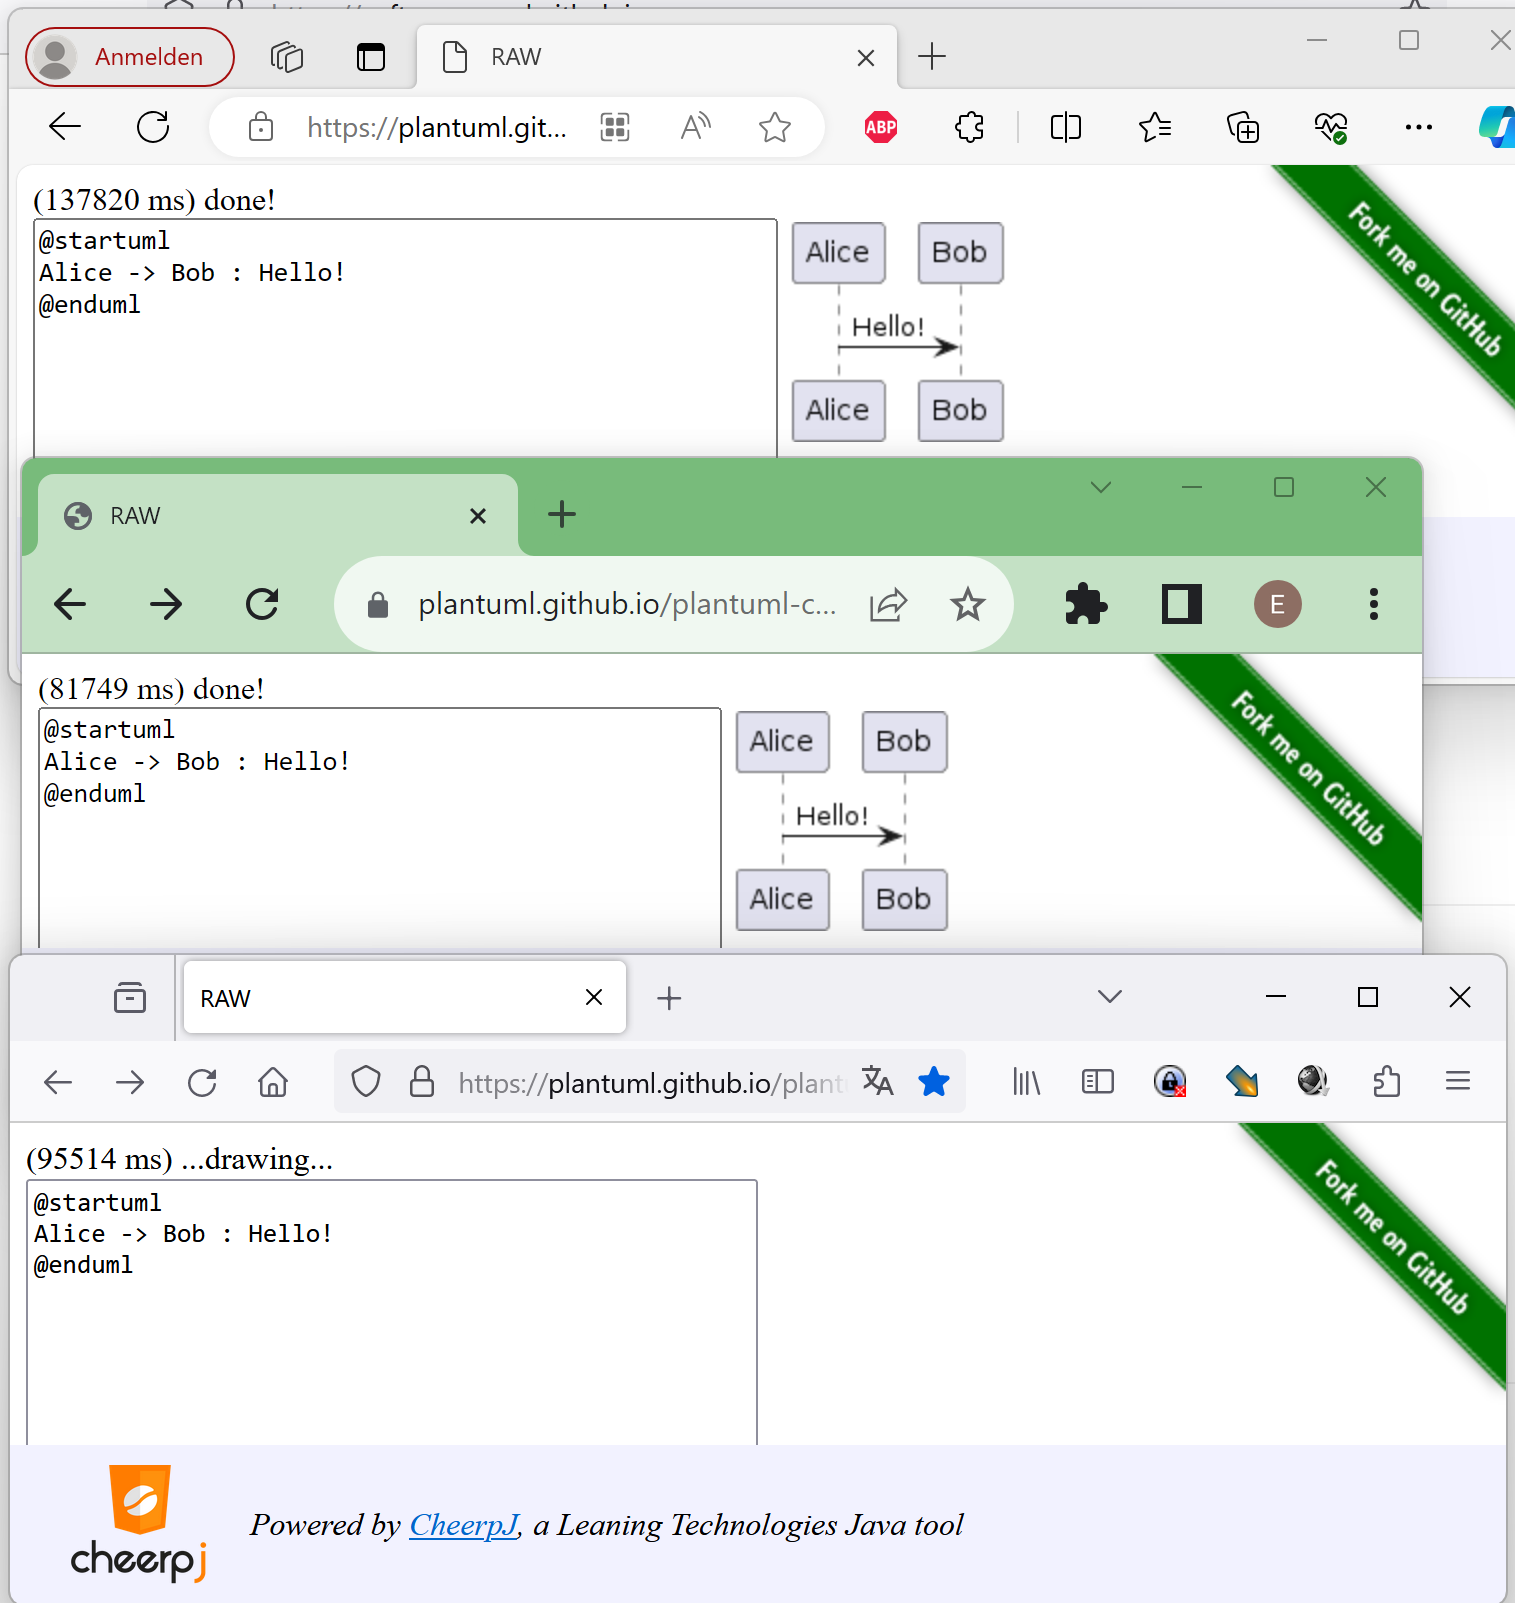 Anmelden
RAW
https://plantuml.git...
ABP
(137820 ms) done!
@startuml
Alice -> Bob : Hello!
@enduml
Alice Bob
Hello!
Alice Bob
Fork me on GitHub
RAW
plantuml.github.io/plantuml-c...
E
(81749 ms) done!
@startuml
Alice -> Bob : Hello!
@enduml
Alice Bob
Hello!
Alice Bob
Fork me on GitHub
RAW
https://plantuml.github.io/plant
(95514 ms) ...drawing...
@startuml
Alice -> Bob : Hello!
@enduml
Fork me on GitHub
cheerpj
Powered by CheerpJ, a Leaning Technologies Java tool